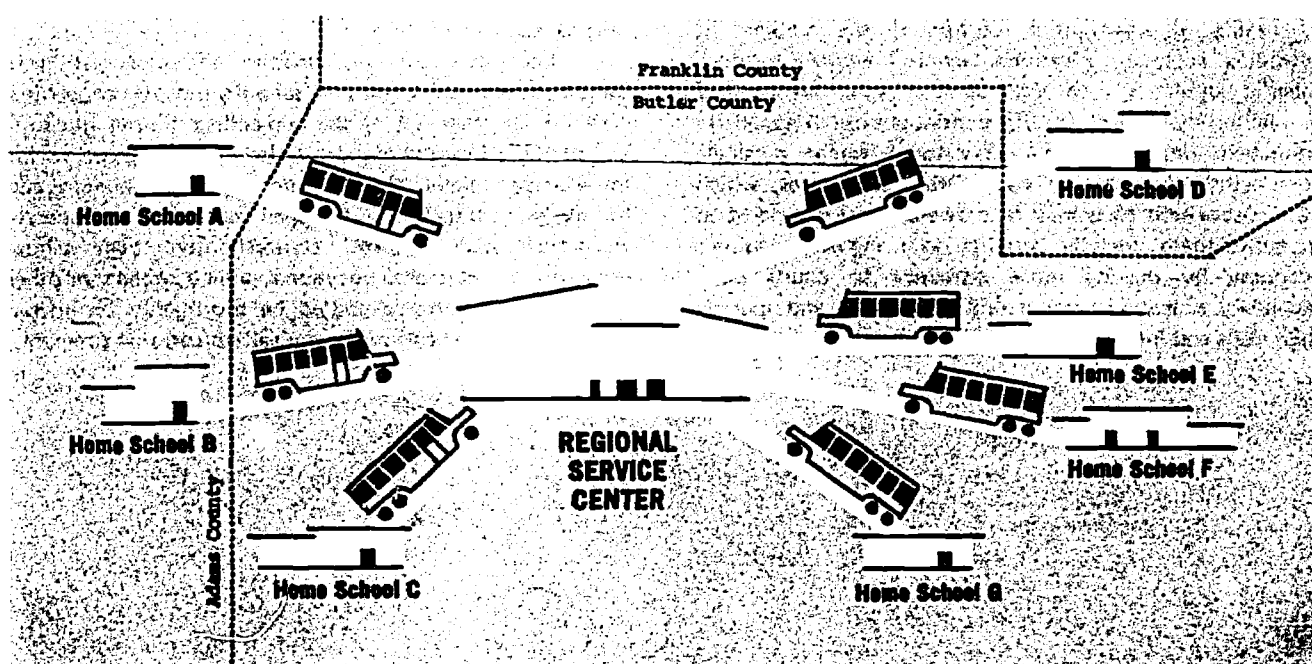 Franklin County
Butler County
Home School A
Home School D
Home School E
Home School B
Home School F
REGIONAL
SERVICE
CENTER
Adams County
Home School C
Home School G